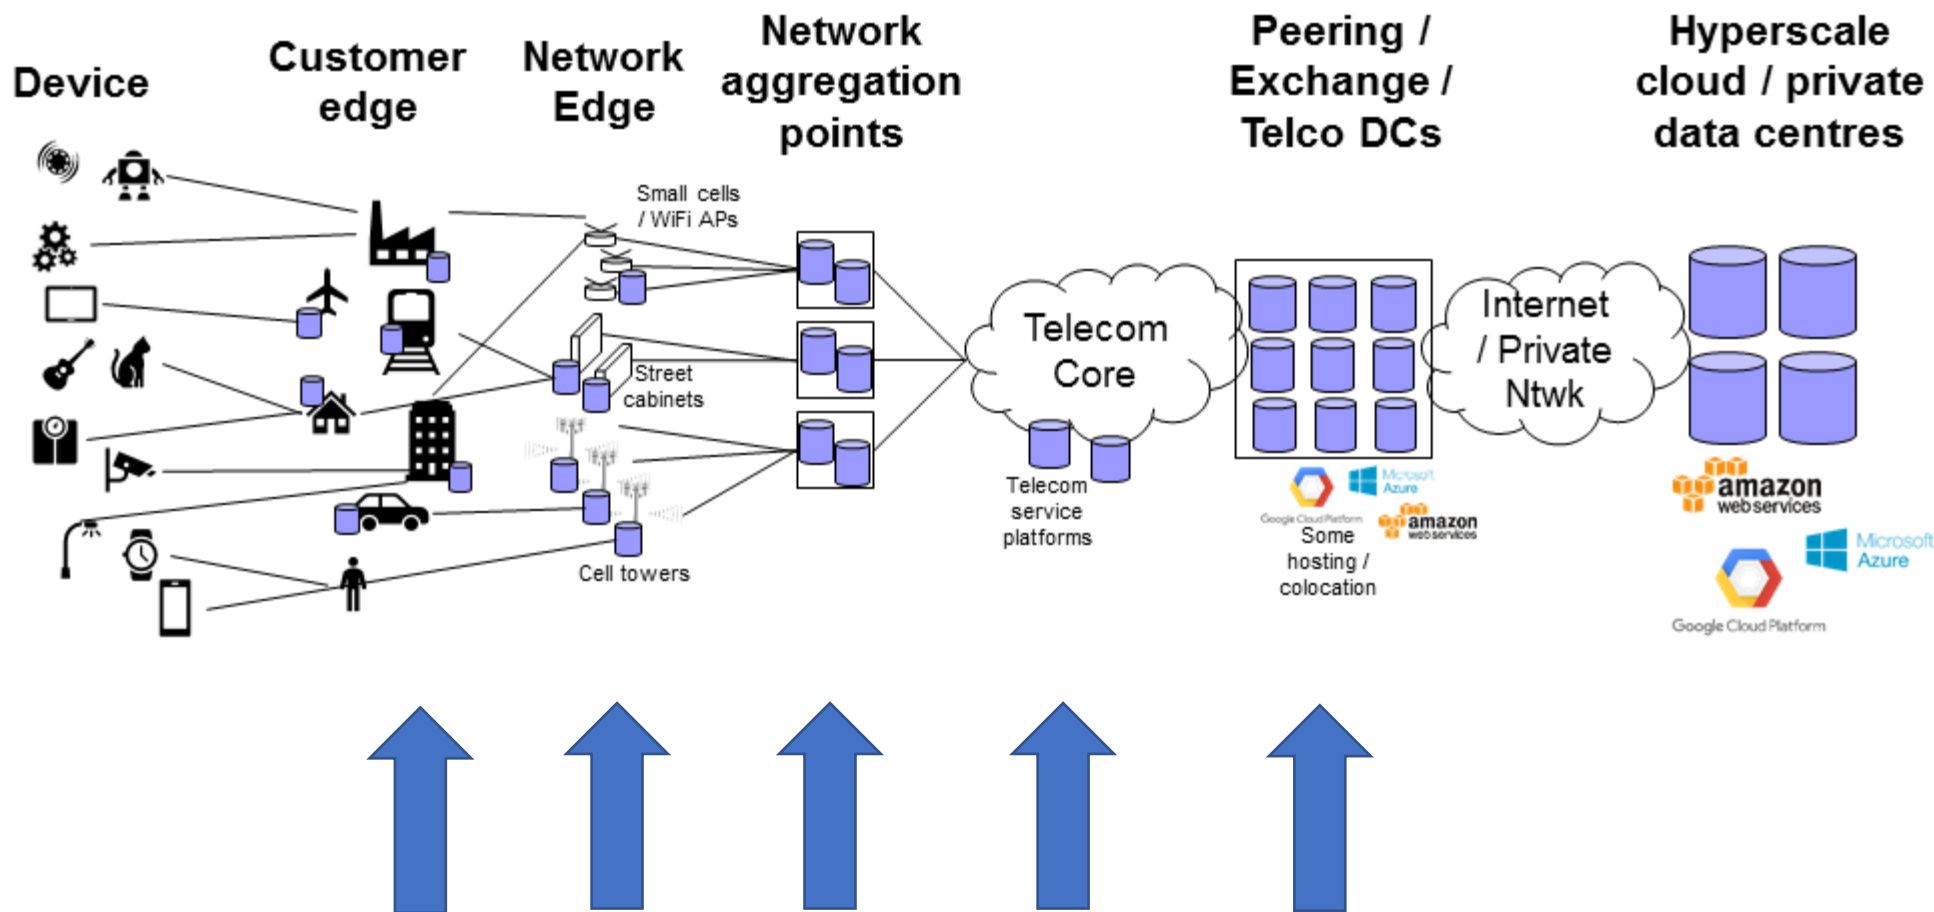 Device
Customer
edge
Network
Edge
Network
aggregation
points
Peering /
Exchange /
Telco DCs
Hyperscale
cloud / private
data centres
Small cells
/ WiFi APs
Street
cabinets
Cell towers
Telecom
Core
Telecom
service
platforms
Google Cloud Platform
Microsoft
Azure
amazon
webservices
Some
hosting /
colocation
Internet
/ Private
Ntwk
amazon
webservices
Microsoft
Azure
Google Cloud Platform